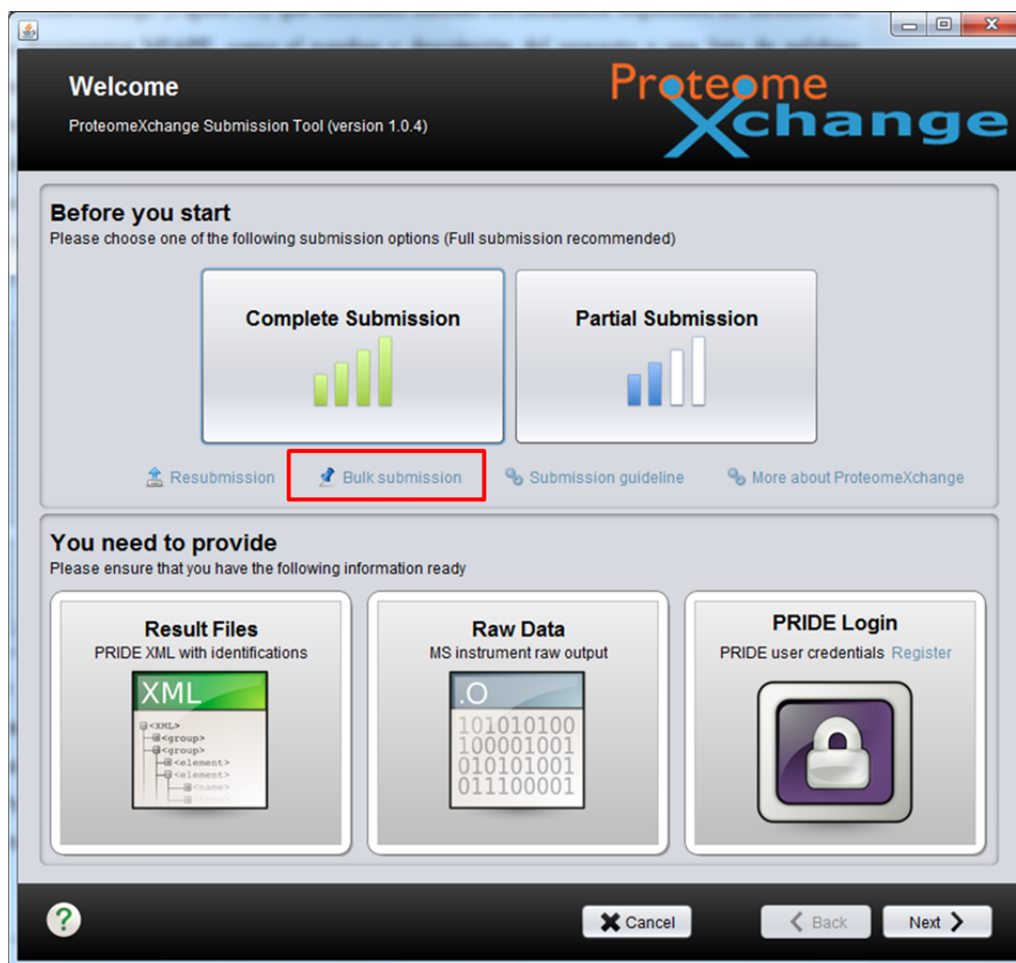 Welcome
ProteomeXchange Submission Tool (version 1.0.4)
Proteome
Xchange
Before you start
Please choose one of the following submission options (Full submission recommended)
Complete Submission
Partial Submission
Resubmission
Bulk submission
Submission guideline
More about ProteomeXchange
You need to provide
Please ensure that you have the following information ready
Result Files
PRIDE XML with identifications
XML
<XML>
<group>
<group>
<element>
<element>
<name>
Raw Data
MS instrument raw output
.O
101010100
100001001
010101001
011100001
PRIDE Login
PRIDE user credentials Register
?
Cancel
Back
Next